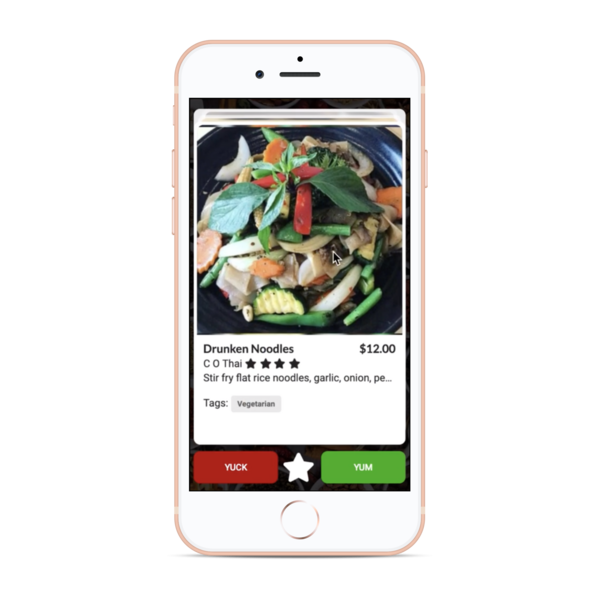 Drunken Noodles $12.00
C O Thai ★ ★ ★ ★
Stir fry flat rice noodles, garlic, onion, pe...
Tags: Vegetarian
YUCK YUM